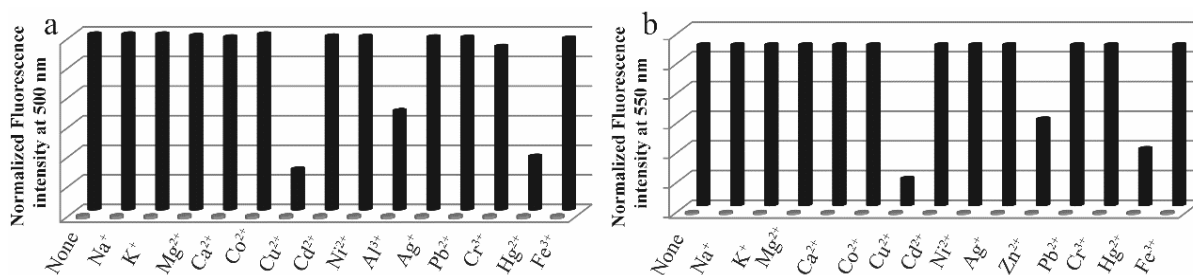 a
Normalized Fluorescence
intensity at 500 nm
None
Na⁺
K⁺
Mg²⁺
Ca²⁺
Co²⁺
Cu²⁺
Cd²⁺
Ni²⁺
Al³⁺
Ag⁺
Pb²⁺
Cr³⁺
Hg²⁺
Fe³⁺
b
Normalized Fluorescence
intensity at 550 nm
None
Na⁺
K⁺
Mg²⁺
Ca²⁺
Co²⁺
Cu²⁺
Cd²⁺
Ni²⁺
Ag⁺
Zn²⁺
Pb²⁺
Cr³⁺
Hg²⁺
Fe³⁺